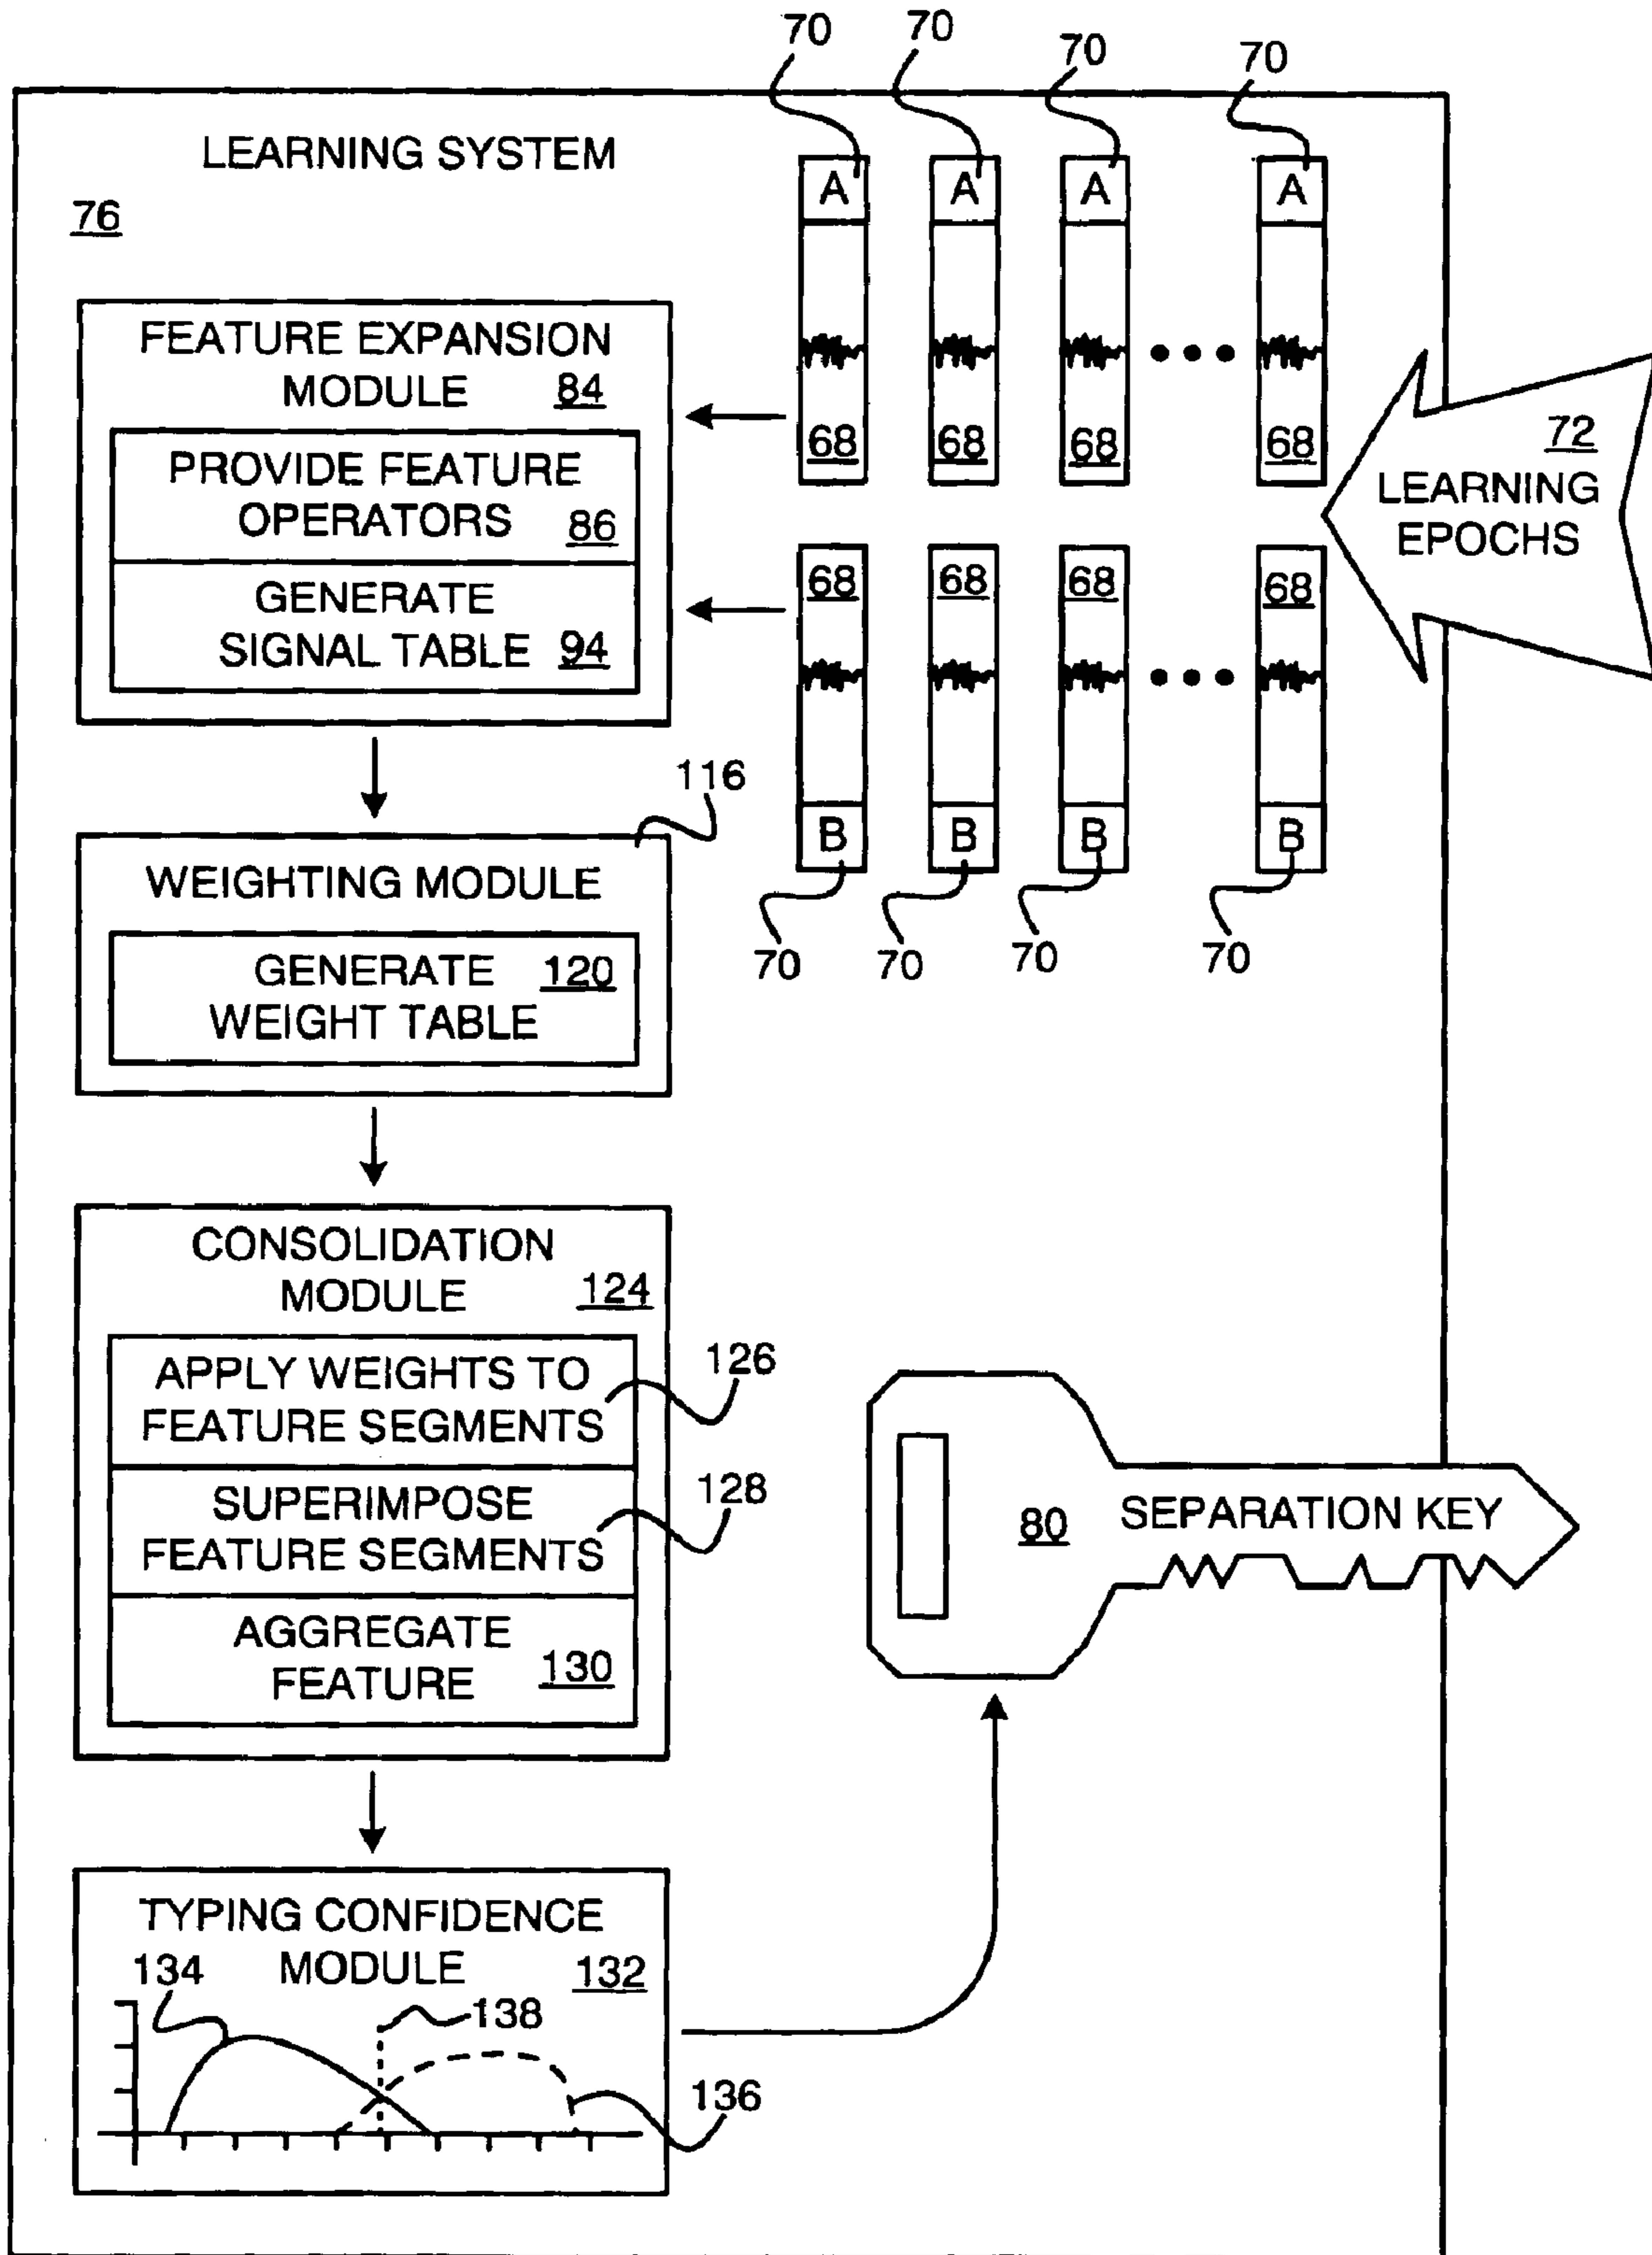 70 70 70 70
LEARNING SYSTEM
76
A A A A
68 68 68 68
72
LEARNING
EPOCHS
68 68 68 68
B B B B
70 70 70 70
FEATURE EXPANSION
MODULE 84
PROVIDE FEATURE
OPERATORS 86
GENERATE
SIGNAL TABLE 94
116
WEIGHTING MODULE
GENERATE 120
WEIGHT TABLE
CONSOLIDATION
MODULE 124
APPLY WEIGHTS TO
FEATURE SEGMENTS
126
SUPERIMPOSE
FEATURE SEGMENTS
128
AGGREGATE
FEATURE 130
80 SEPARATION KEY
TYPING CONFIDENCE
MODULE 132
134
138
136